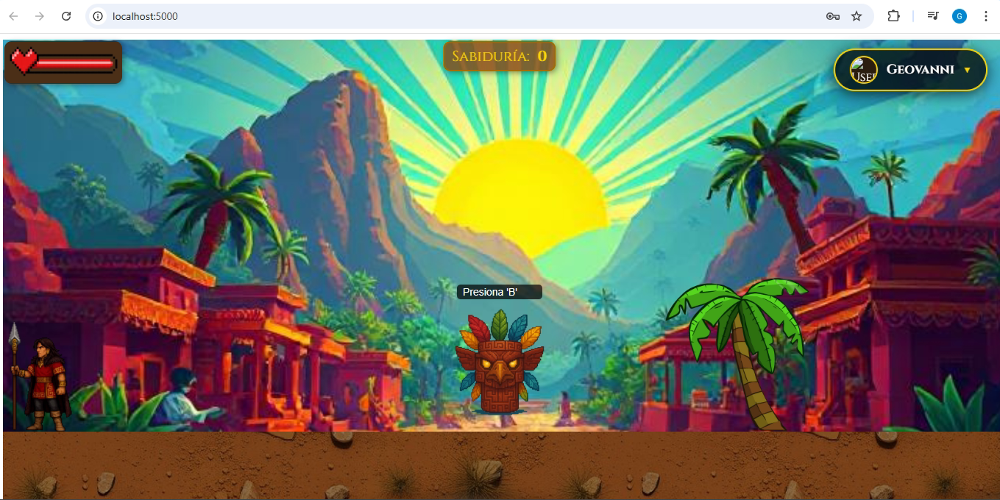 localhost:5000
G
Sabiduría: 0
User
Geovanni
Presiona 'B'